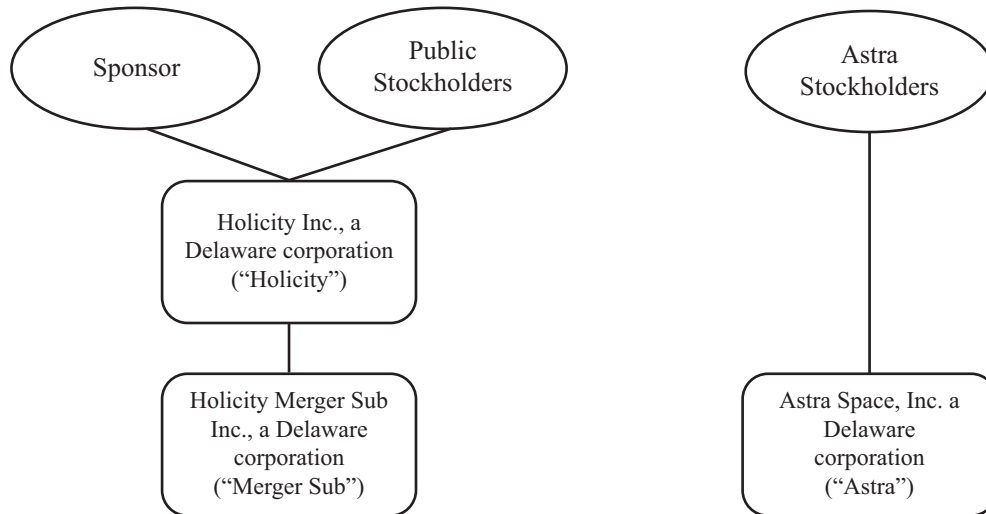 Sponsor
Public
Stockholders
Astra
Stockholders
Holicity Inc., a
Delaware corporation
(“Holicity”)
Holicity Merger Sub
Inc., a Delaware
corporation
(“Merger Sub”)
Astra Space, Inc. a
Delaware
corporation
(“Astra”)